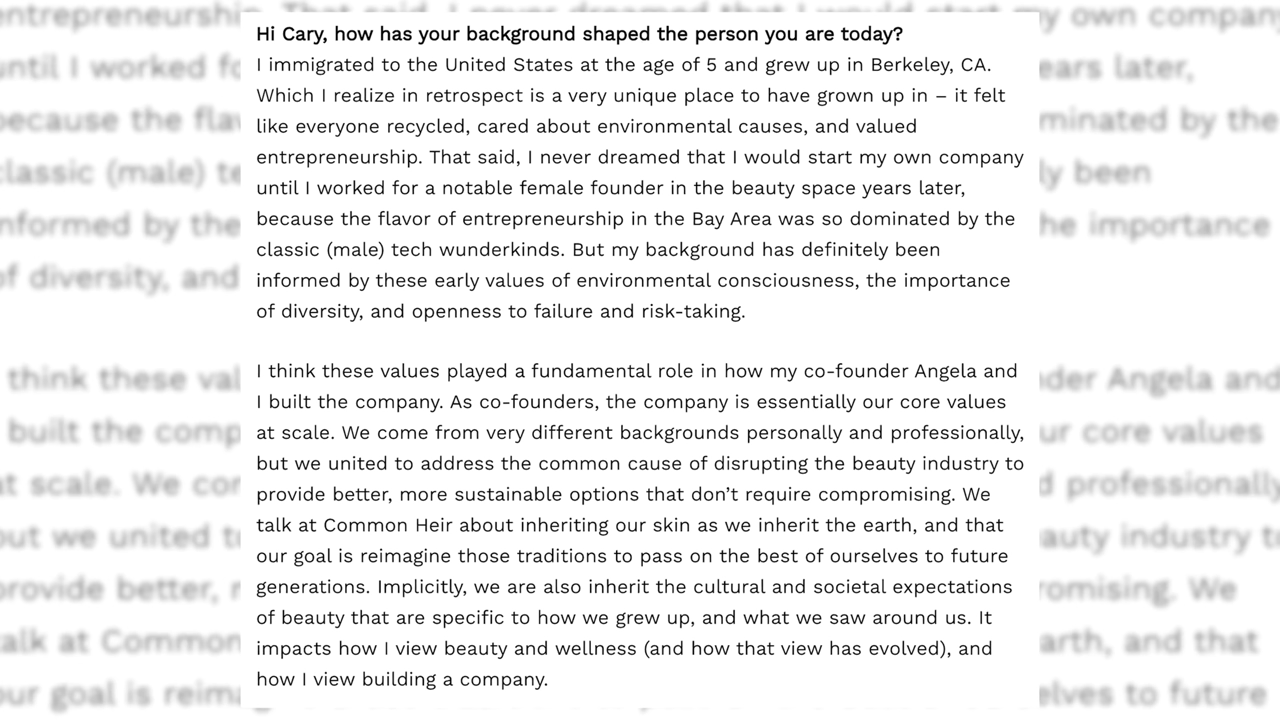 Hi Cary, how has your background shaped the person you are today?
I immigrated to the United States at the age of 5 and grew up in Berkeley, CA.
Which I realize in retrospect is a very unique place to have grown up in – it felt
like everyone recycled, cared about environmental causes, and valued
entrepreneurship. That said, I never dreamed that I would start my own company
until I worked for a notable female founder in the beauty space years later,
because the flavor of entrepreneurship in the Bay Area was so dominated by the
classic (male) tech wunderkinds. But my background has definitely been
informed by these early values of environmental consciousness, the importance
of diversity, and openness to failure and risk-taking.
I think these values played a fundamental role in how my co-founder Angela and
I built the company. As co-founders, the company is essentially our core values
at scale. We come from very different backgrounds personally and professionally,
but we united to address the common cause of disrupting the beauty industry to
provide better, more sustainable options that don’t require compromising. We
talk at Common Heir about inheriting our skin as we inherit the earth, and that
our goal is reimagine those traditions to pass on the best of ourselves to future
generations. Implicitly, we are also inherit the cultural and societal expectations
of beauty that are specific to how we grew up, and what we saw around us. It
impacts how I view beauty and wellness (and how that view has evolved), and
how I view building a company.